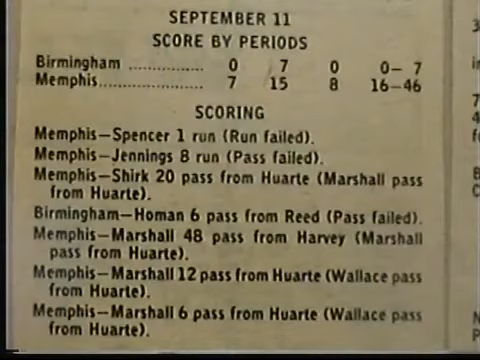 SEPTEMBER 11
SCORE BY PERIODS
Birmingham .............. 0 7 0 0— 7
Memphis................... 7 15 8 16—46
SCORING
Memphis—Spencer 1 run (Run failed).
Memphis—Jennings 8 run (Pass failed).
Memphis—Shirk 20 pass from Huarte (Marshall pass
from Huarte).
Birmingham—Homan 6 pass from Reed (Pass failed).
Memphis—Marshall 48 pass from Harvey (Marshall
pass from Huarte).
Memphis—Marshall 12 pass from Huarte (Wallace pass
from Huarte).
Memphis—Marshall 6 pass from Huarte (Wallace pass
from Huarte).